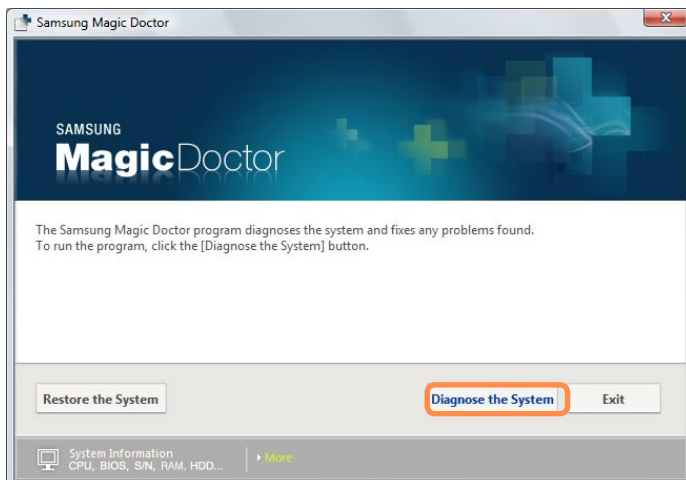 Samsung Magic Doctor
SAMSUNG
MagicDoctor
The Samsung Magic Doctor program diagnoses the system and fixes any problems found.
To run the program, click the [Diagnose the System] button.
Restore the System
Diagnose the System
Exit
System Information
CPU, BIOS, S/N, RAM, HDD...
More